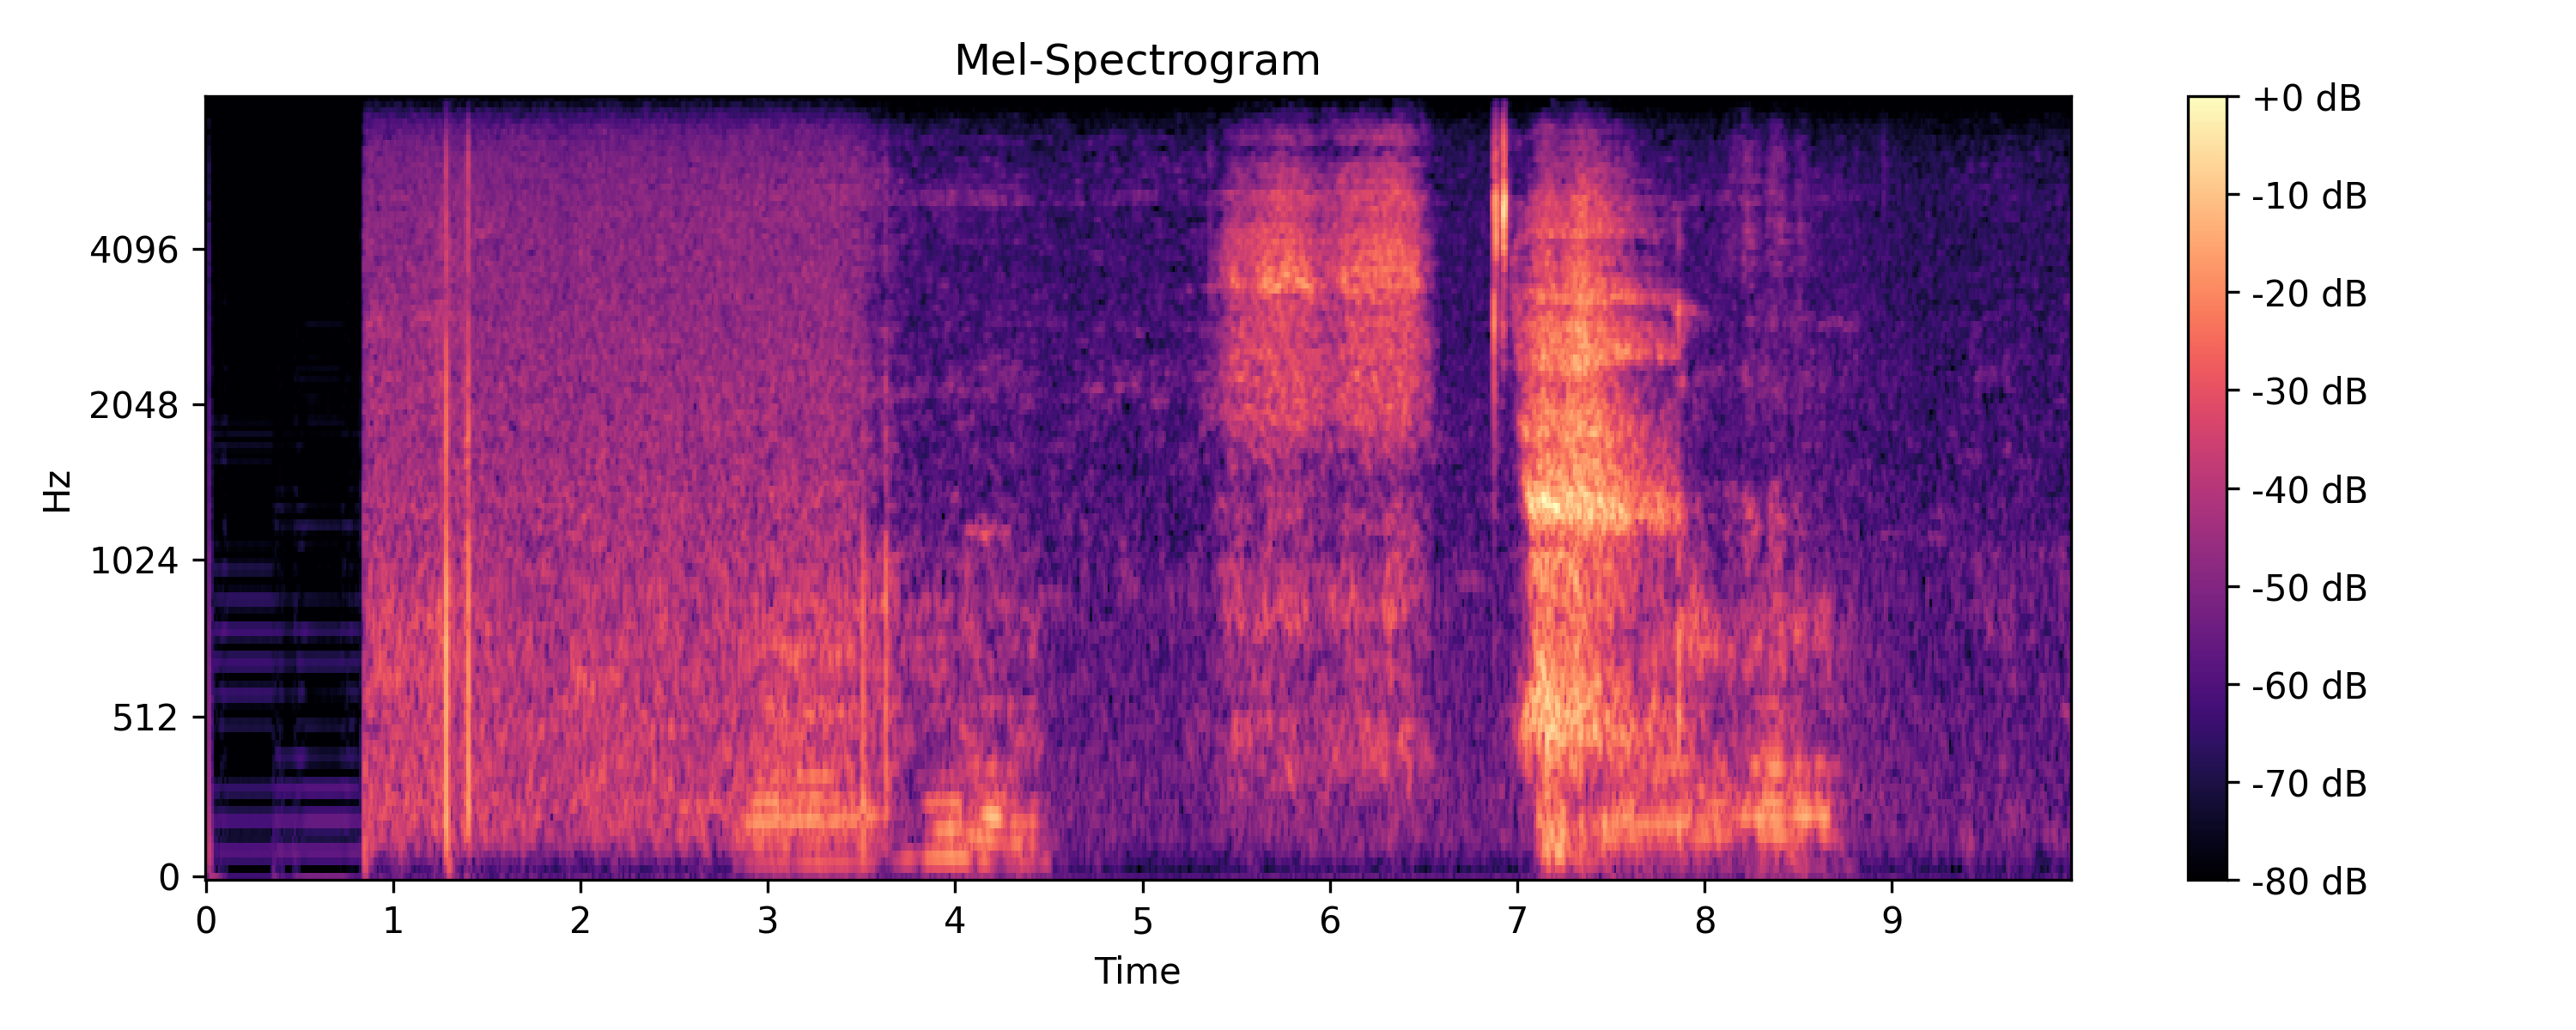 Mel-Spectrogram
+0 dB
-10 dB
-20 dB
-30 dB
-40 dB
-50 dB
-60 dB
-70 dB
-80 dB
Hz
4096
2048
1024
512
0
0 1 2 3 4 5 6 7 8 9
Time